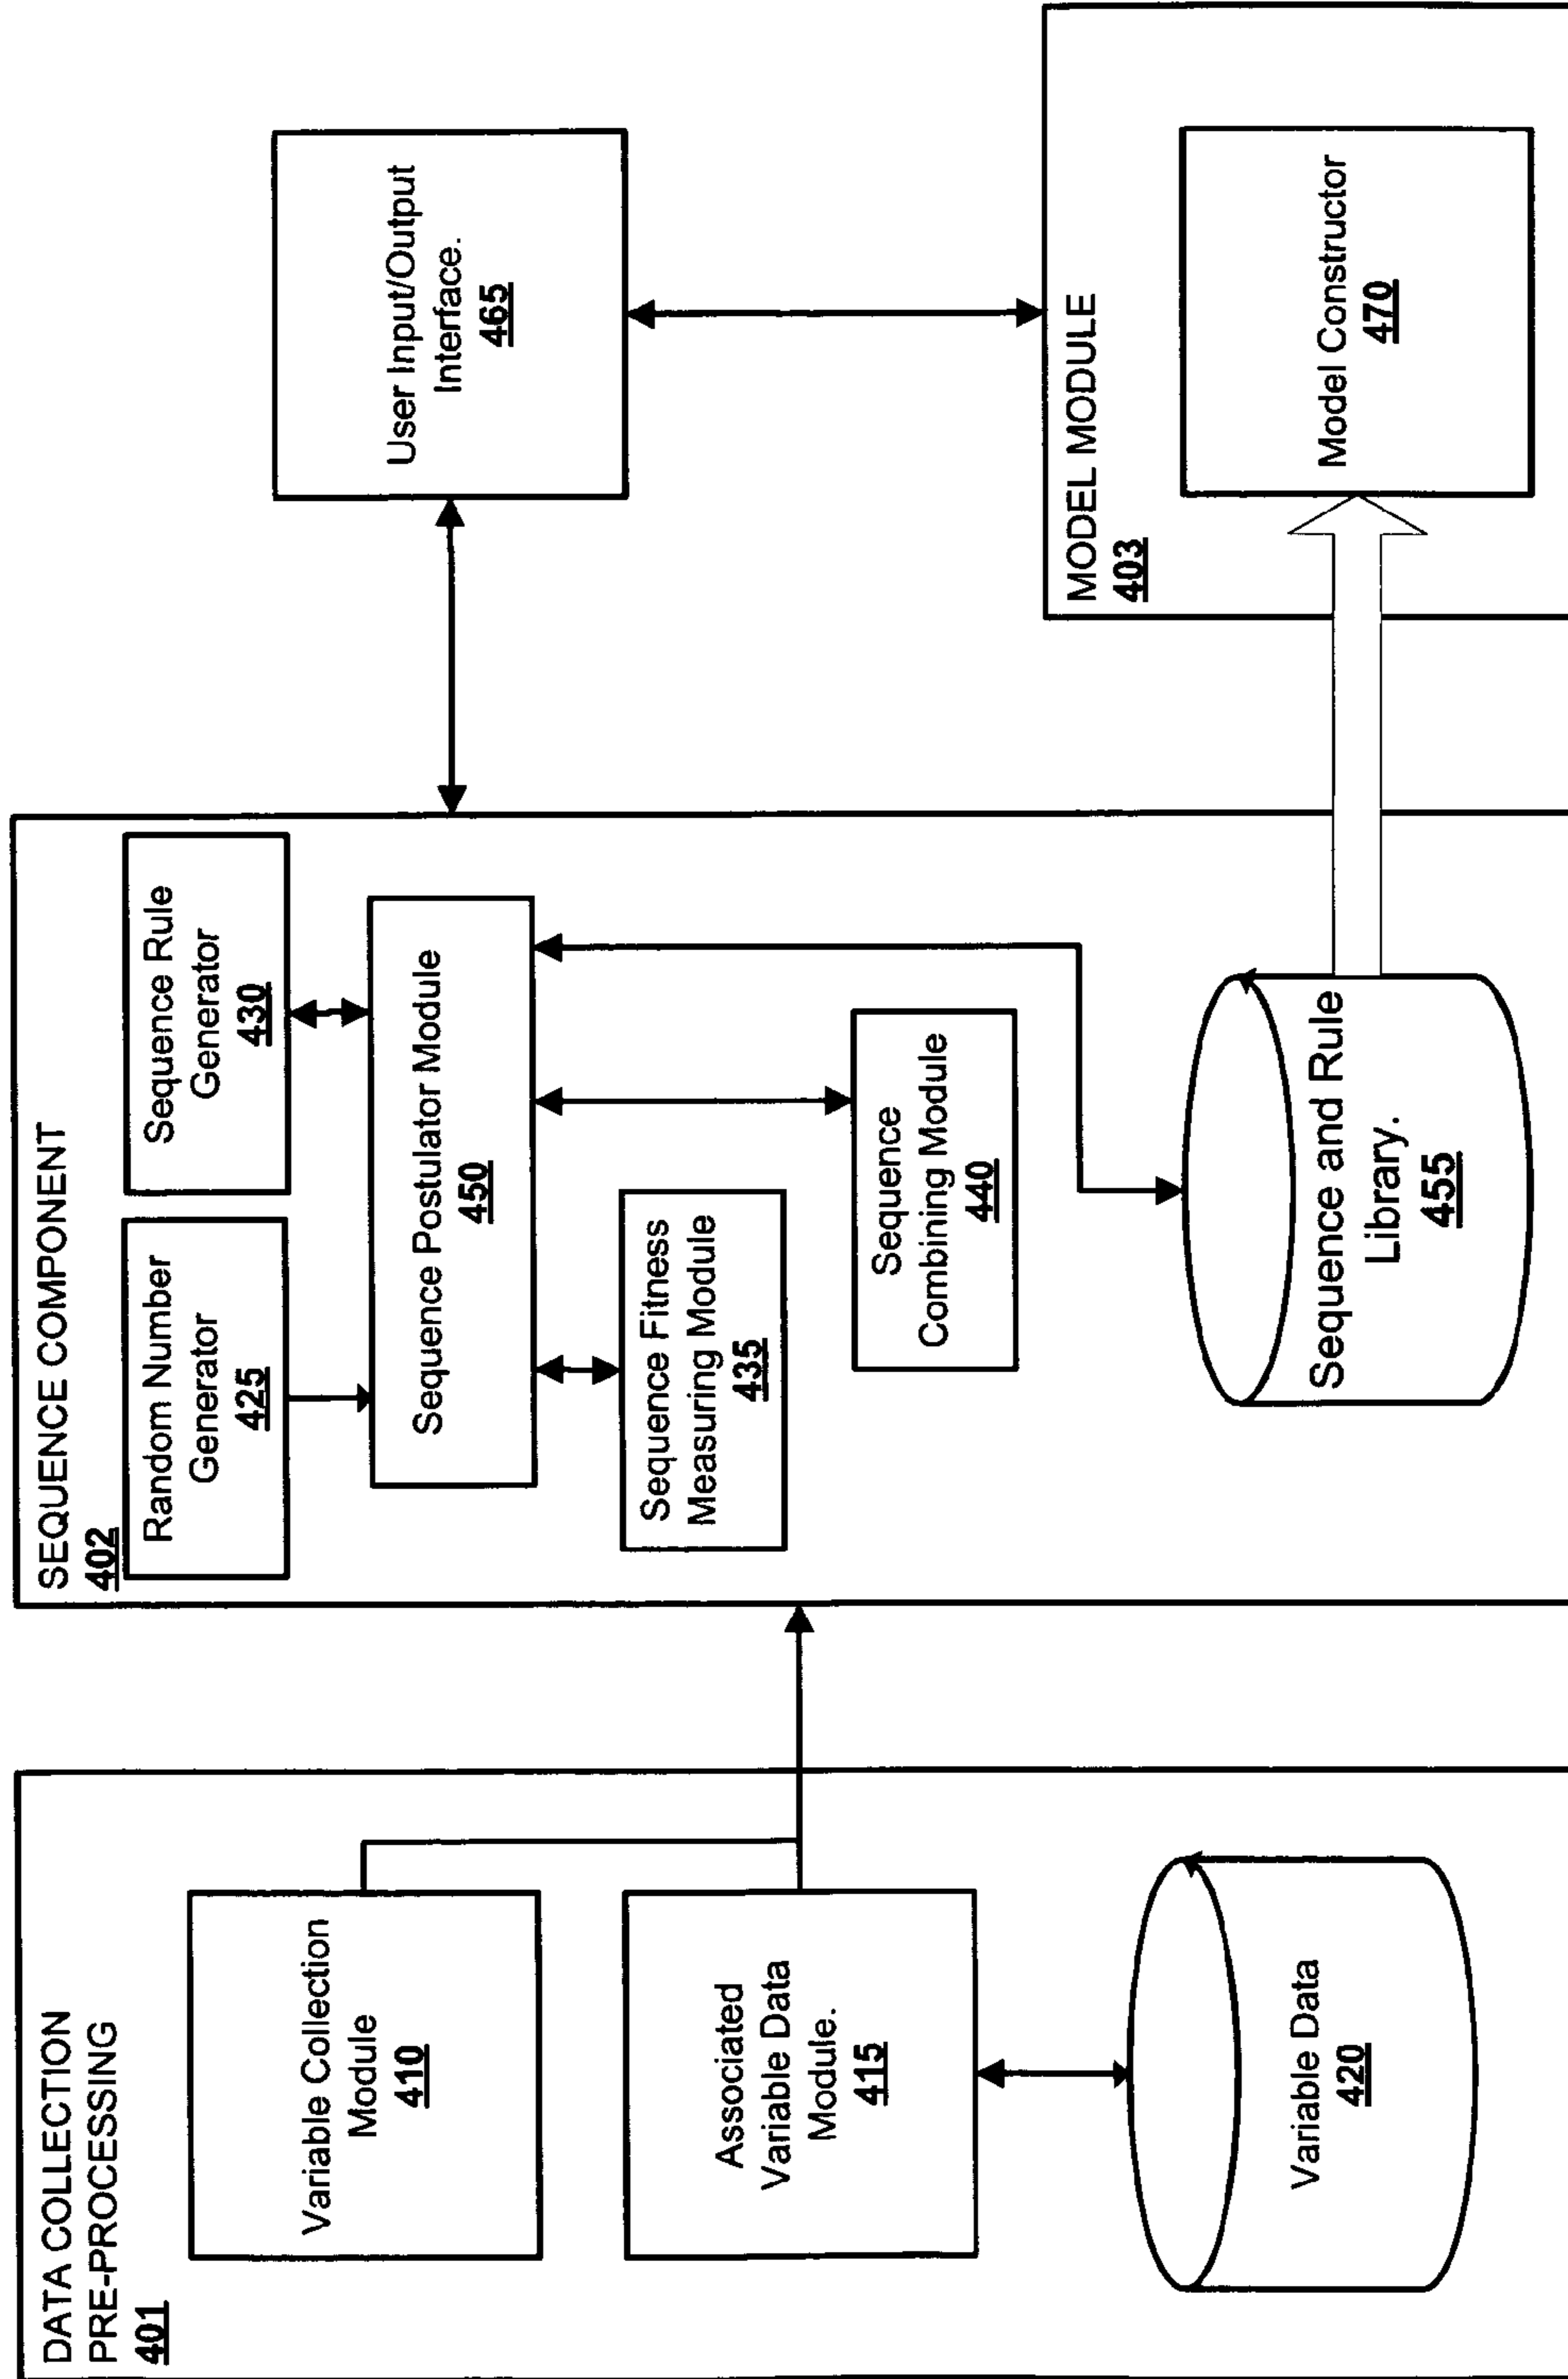 DATA COLLECTION
PRE-PROCESSING
401
Variable Collection
Module
410
Associated
Variable Data
Module.
415
Variable Data
420
SEQUENCE COMPONENT
402
Random Number
Generator
425
Sequence Rule
Generator
430
Sequence Postulator Module
450
Sequence Fitness
Measuring Module
435
Sequence
Combining Module
440
Sequence and Rule
Library.
455
User Input/Output
Interface.
465
MODEL MODULE
403
Model Constructor
470